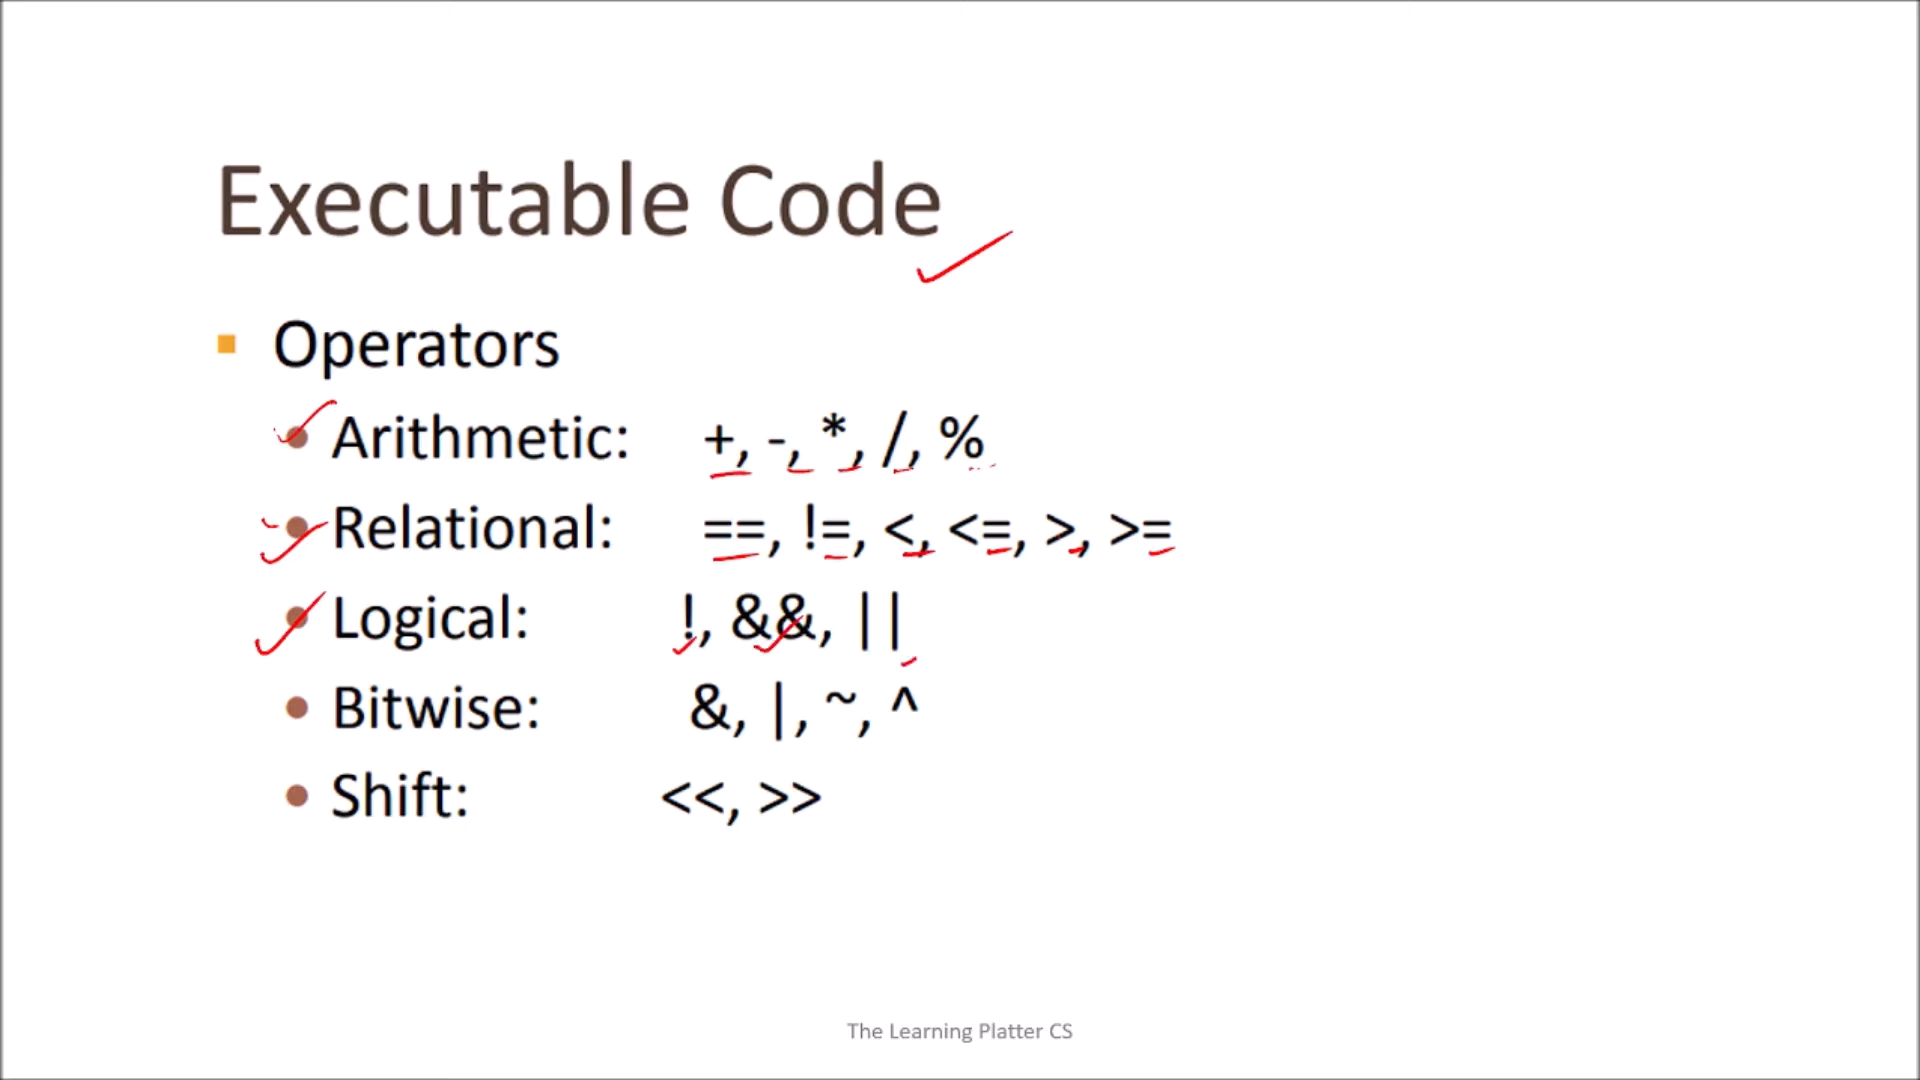 Executable Code
Operators
Arithmetic: +, -, *, /, %
Relational: ==, !=, <, <=, >, >=
Logical: !, &&, ||
Bitwise: &, |, ~, ^
Shift: <<, >>
The Learning Platter CS